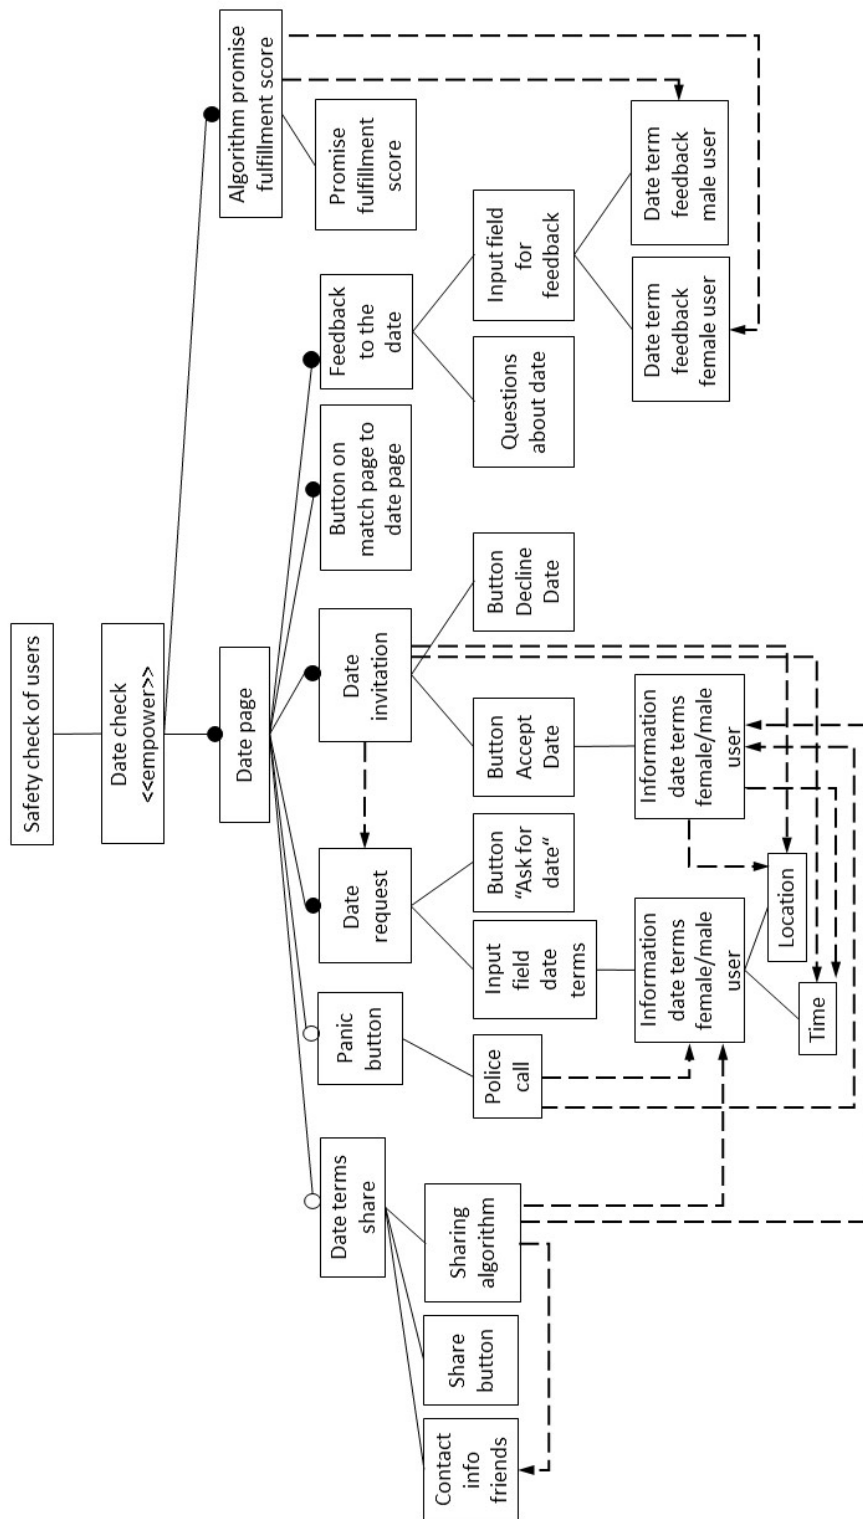 Safety check of users
Date check
<<empower>>
Date page
Algorithm promise
fulfillment score
Date terms
share
Panic
button
Date
request
Date
invitation
Button on
match page to
date page
Feedback
to the
date
Promise
fulfillment
score
Contact
info
friends
Share
button
Sharing
algorithm
Police
call
Input
field
date
terms
Button
"Ask for
date“
Button
Accept
Date
Button
Decline
Date
Questions
about date
Input field
for
feedback
Information
date terms
female/male
user
Information
date terms
female/male
user
Date term
feedback
female user
Date term
feedback
male user
Time
Location